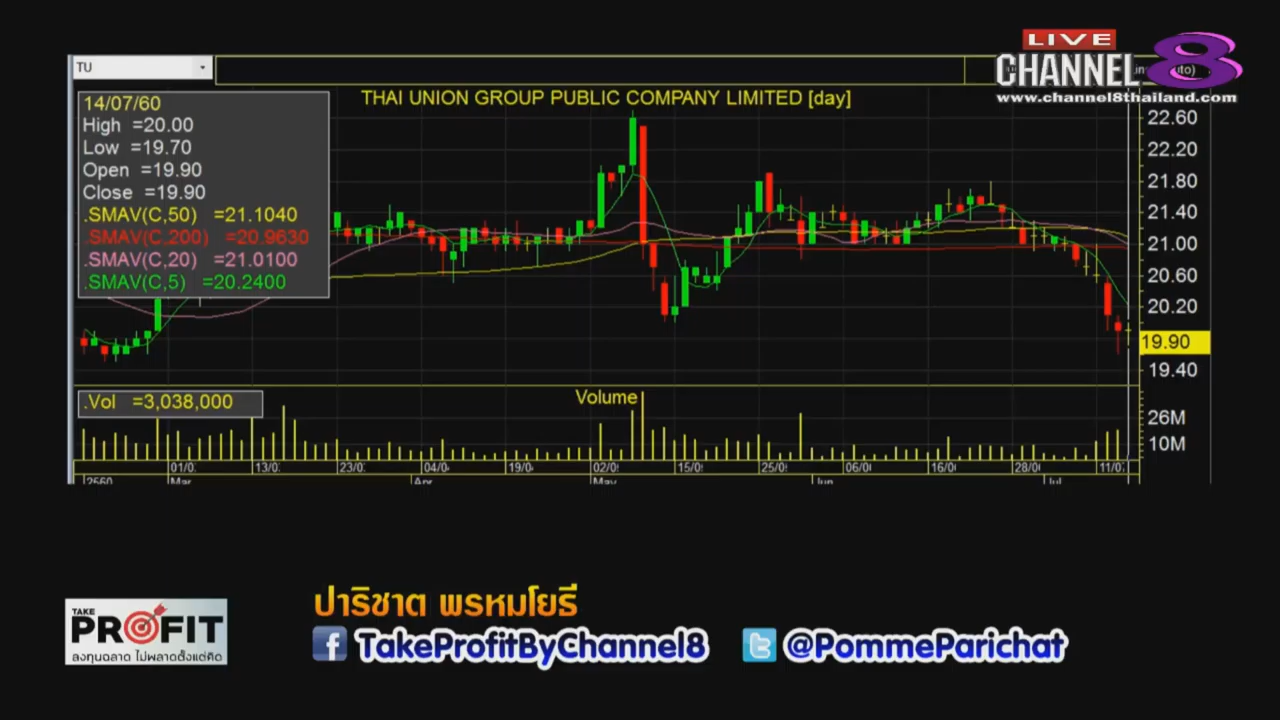 LIVE
CHANNEL 8
www.channel8thailand.com
TU
THAI UNION GROUP PUBLIC COMPANY LIMITED [day]
14/07/60
High =20.00
Low =19.70
Open =19.90
Close =19.90
.SMAV(C,50) =21.1040
.SMAV(C,200) =20.9630
.SMAV(C,20) =21.0100
.SMAV(C,5) =20.2400
22.60
22.20
21.80
21.40
21.00
20.60
20.20
19.90
19.40
.Vol =3,038,000
Volume
26M
10M
01/0 13/0 23/0 04/0 19/0 02/0 15/0 25/0 06/0 16/0 28/0 11/0
2560 Mar Apr May Jun Jul
TAKE
PROFIT
ลงทุนฉลาด ไม่พลาดตั้งแต่คิด
ปาริชาต พรหมโยธี
TakeProfitByChannel8 @PommeParichat